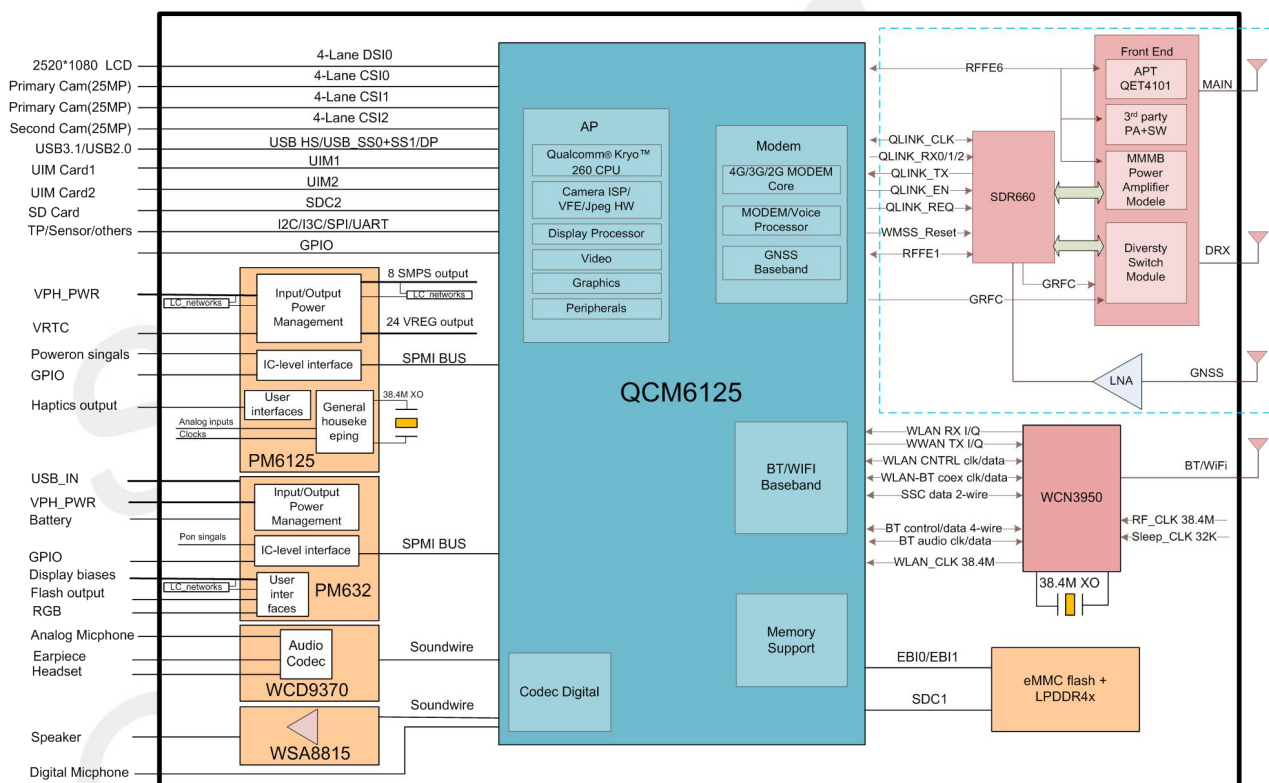 2520*1080 LCD
Primary Cam(25MP)
Primary Cam(25MP)
Second Cam(25MP)
USB3.1/USB2.0
UIM Card1
UIM Card2
SD Card
TP/Sensor/others
4-Lane DSI0
4-Lane CSI0
4-Lane CSI1
4-Lane CSI2
USB HS/USB_SS0+SS1/DP
UIM1
UIM2
SDC2
I2C/I3C/SPI/UART
GPIO
VPH_PWR
LC_networks
VRTC
Poweron singals
GPIO
Haptics output
Analog inputs
Clocks
Input/Output
Power
Management
IC-level interface
User
interfaces
General
houseke
eping
PM6125
8 SMPS output
LC_networks
24 VREG output
SPMI BUS
38.4M XO
USB_IN
VPH_PWR
Battery
Pon singals
GPIO
Display biases
LC_networks
Flash output
RGB
Input/Output
Power
Management
IC-level interface
User
inter
faces
PM632
SPMI BUS
Analog Micphone
Earpiece
Headset
Audio
Codec
WCD9370
Soundwire
Speaker
WSA8815
Soundwire
Digital Micphone
AP
Qualcomm® Kryo™
260 CPU
Camera ISP/
VFE/Jpeg HW
Display Processor
Video
Graphics
Peripherals
Modem
4G/3G/2G MODEM
Core
MODEM/Voice
Processor
GNSS
Baseband
QCM6125
BT/WIFI
Baseband
Memory
Support
Codec Digital
RFFE6
QLINK_CLK
QLINK_RX0/1/2
QLINK_TX
QLINK_EN
QLINK_REQ
WMSS_Reset
RFFE1
GRFC
SDR660
GRFC
Front End
APT
QET4101
3rd party
PA+SW
MMMB
Power
Amplifier
Modele
Diversty
Switch
Module
MAIN
DRX
LNA
GNSS
WLAN RX I/Q
WWAN TX I/Q
WLAN CNTRL clk/data
WLAN-BT coex clk/data
SSC data 2-wire
BT control/data 4-wire
BT audio clk/data
WLAN_CLK 38.4M
WCN3950
BT/WiFi
RF_CLK 38.4M
Sleep_CLK 32K
38.4M XO
EBI0/EBI1
SDC1
eMMC flash +
LPDDR4x